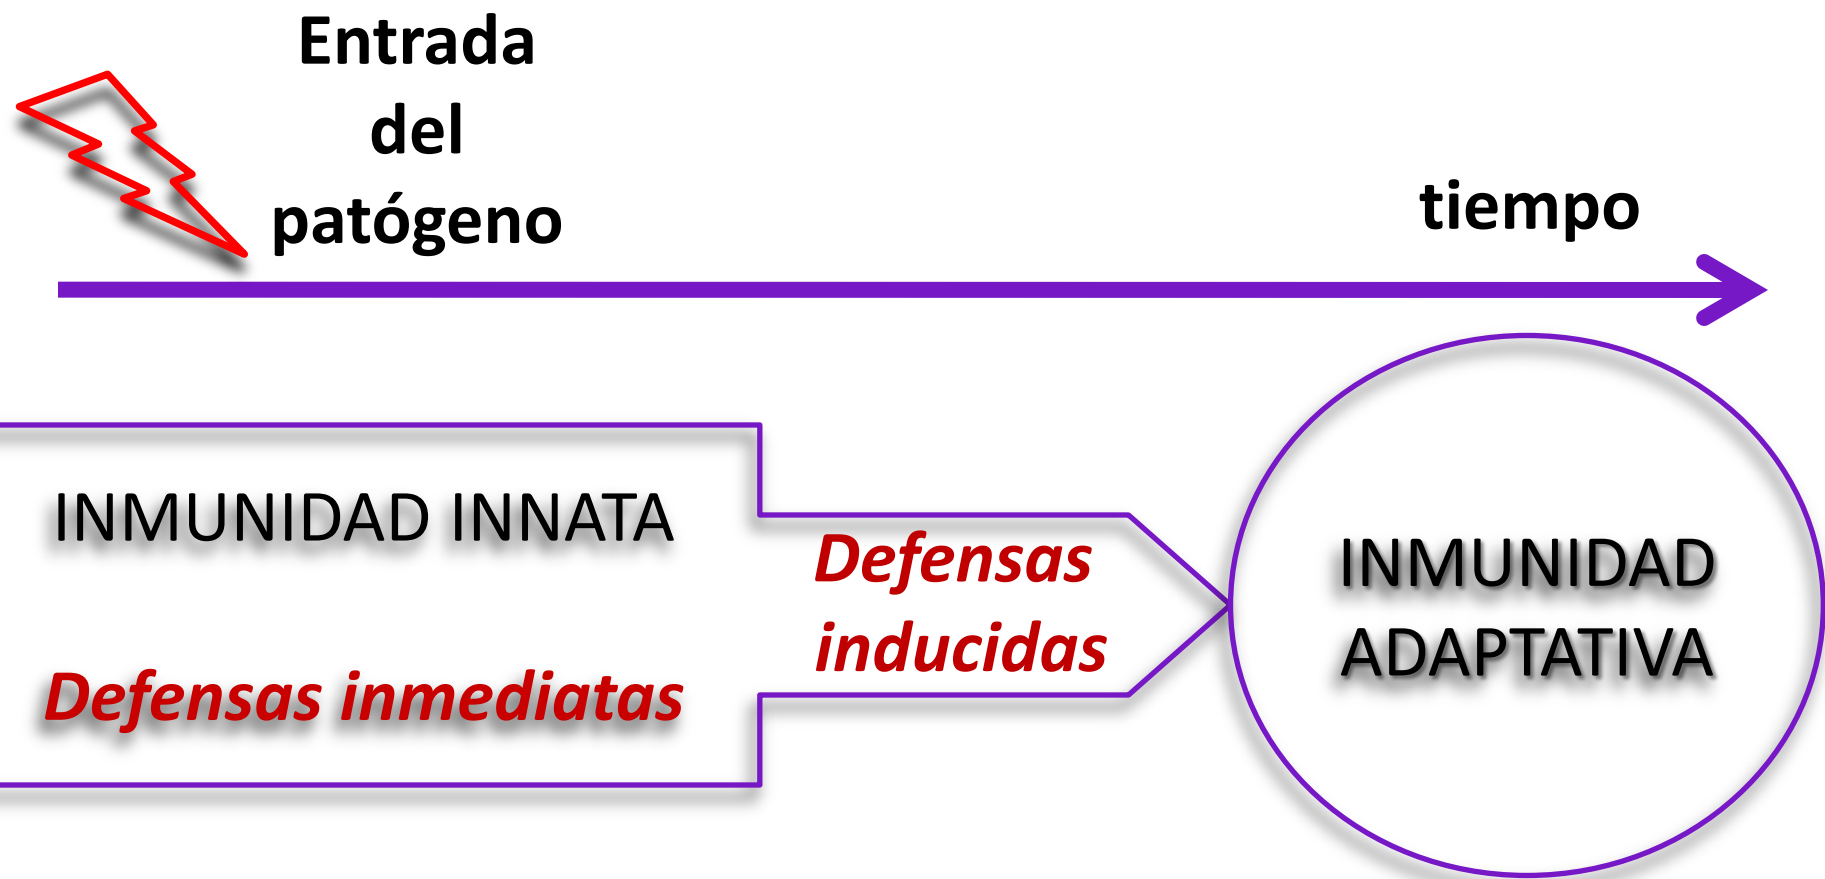 Entrada
del
patógeno
tiempo
INMUNIDAD INNATA
Defensas inmediatas
Defensas
inducidas
INMUNIDAD
ADAPTATIVA